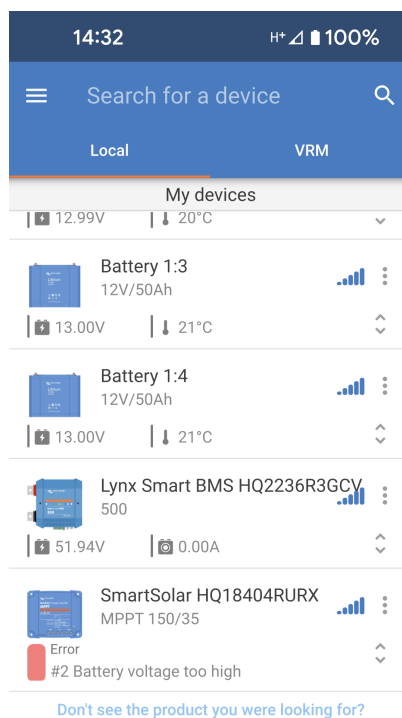 14:32
H+ 100%
Search for a device
Local VRM
My devices
12.99V 20°C
Battery 1:3
12V/50Ah
13.00V 21°C
Battery 1:4
12V/50Ah
13.00V 21°C
Lynx Smart BMS HQ2236R3GCV
500
51.94V 0.00A
SmartSolar HQ18404RURX
MPPT 150/35
Error
#2 Battery voltage too high
Don't see the product you were looking for?